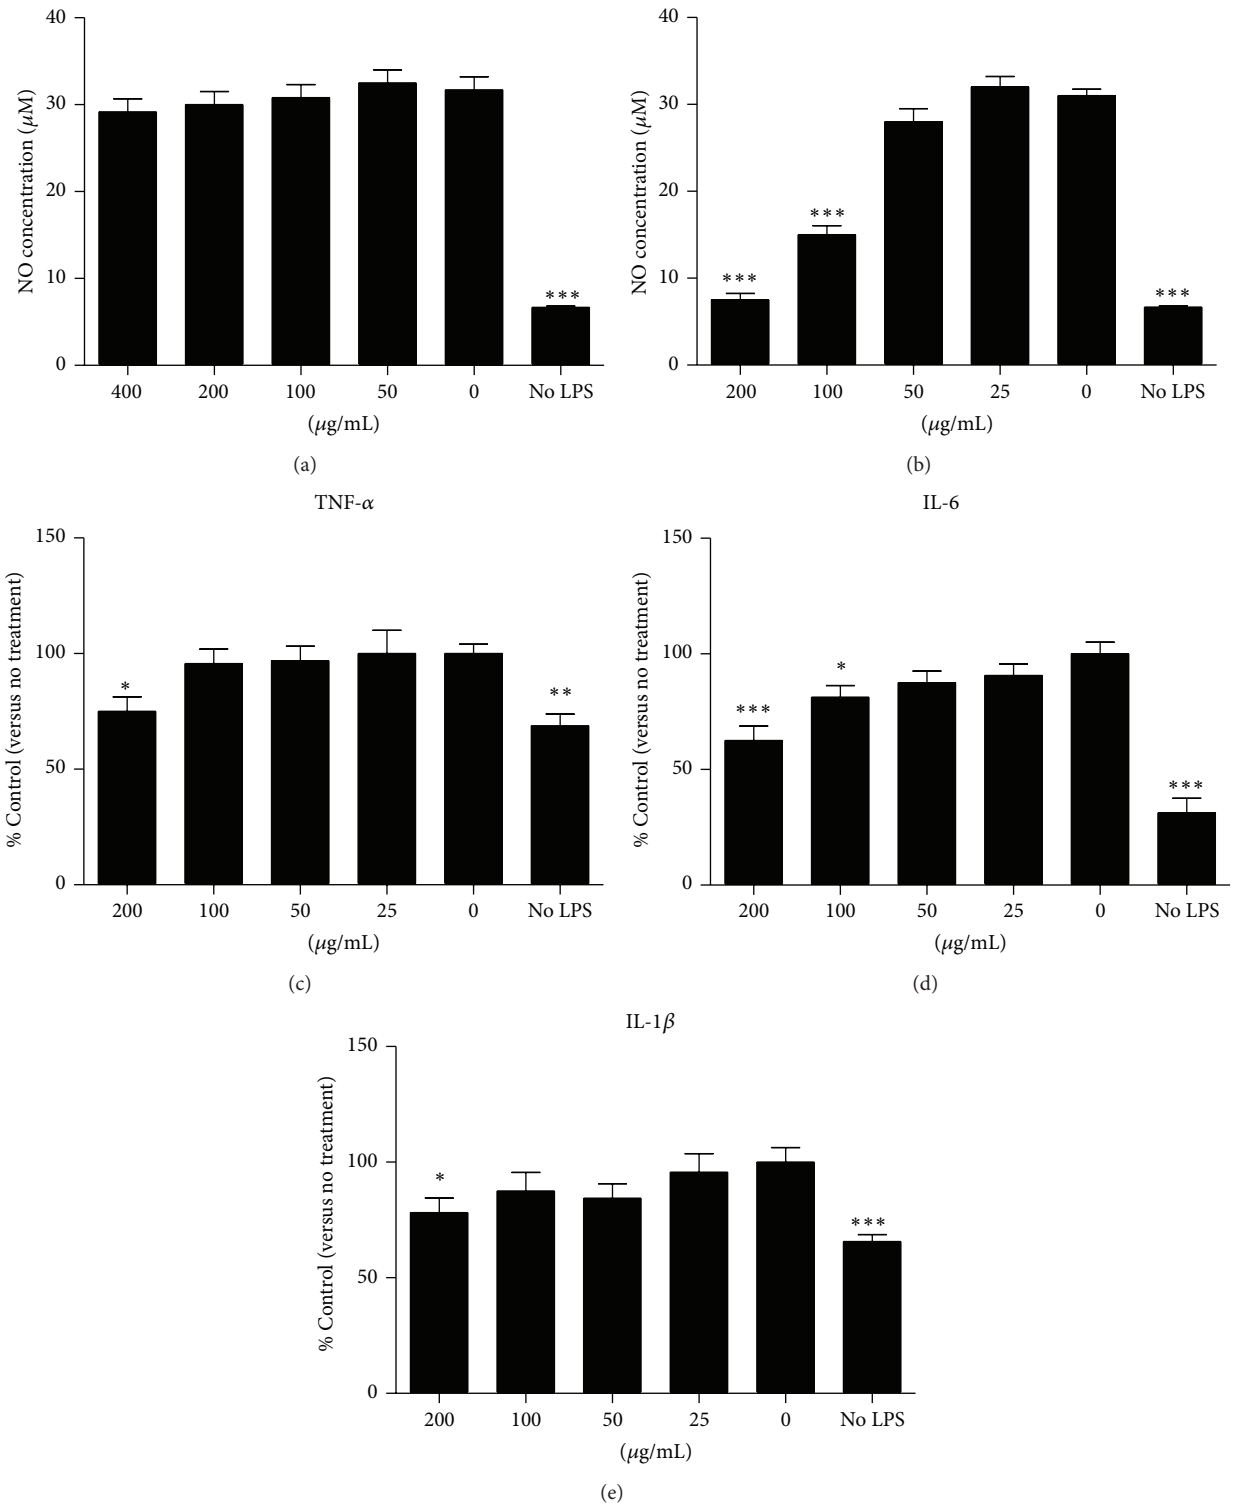 40
30
20
10
0
NO concentration (μM)
***
400 200 100 50 0 No LPS
(μg/mL)
(a)
40
30
20
10
0
NO concentration (μM)
*** *** ***
200 100 50 25 0 No LPS
(μg/mL)
(b)
TNF-α
150
100
50
0
% Control (versus no treatment)
* **
200 100 50 25 0 No LPS
(μg/mL)
(c)
IL-6
150
100
50
0
% Control (versus no treatment)
*** * ***
200 100 50 25 0 No LPS
(μg/mL)
(d)
IL-1β
150
100
50
0
% Control (versus no treatment)
* ***
200 100 50 25 0 No LPS
(μg/mL)
(e)